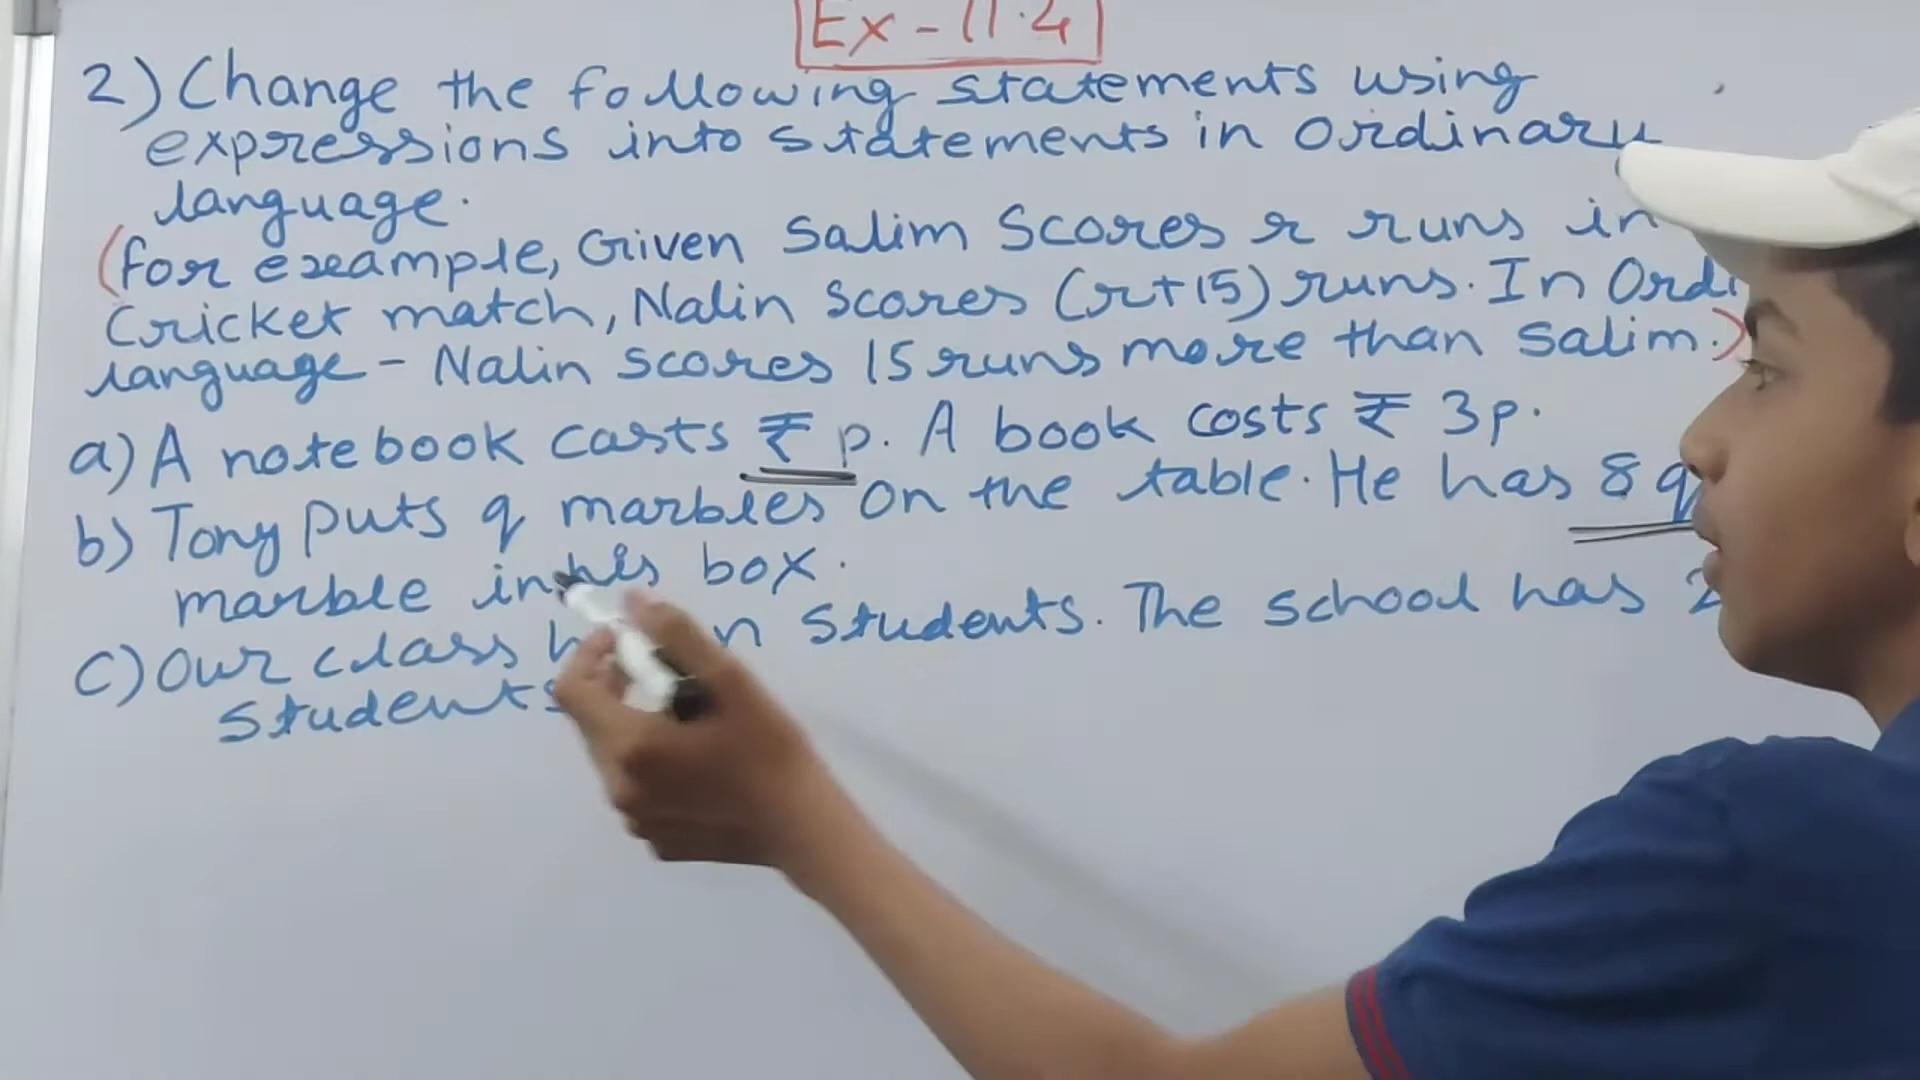 Ex - 11.4
2) Change the following statements using
expressions into statements in ordinary
language.
(for example, Given Salim Scores r runs in
Cricket match, Nalin scores (r+15) runs. In Ordi
language - Nalin scores 15 runs more than Salim.)
a) A notebook casts ₹ p. A book costs ₹ 3p.
b) Tony puts q marbles on the table. He has 8 q
marble in his box.
C) Our class n students. The school has 2
students